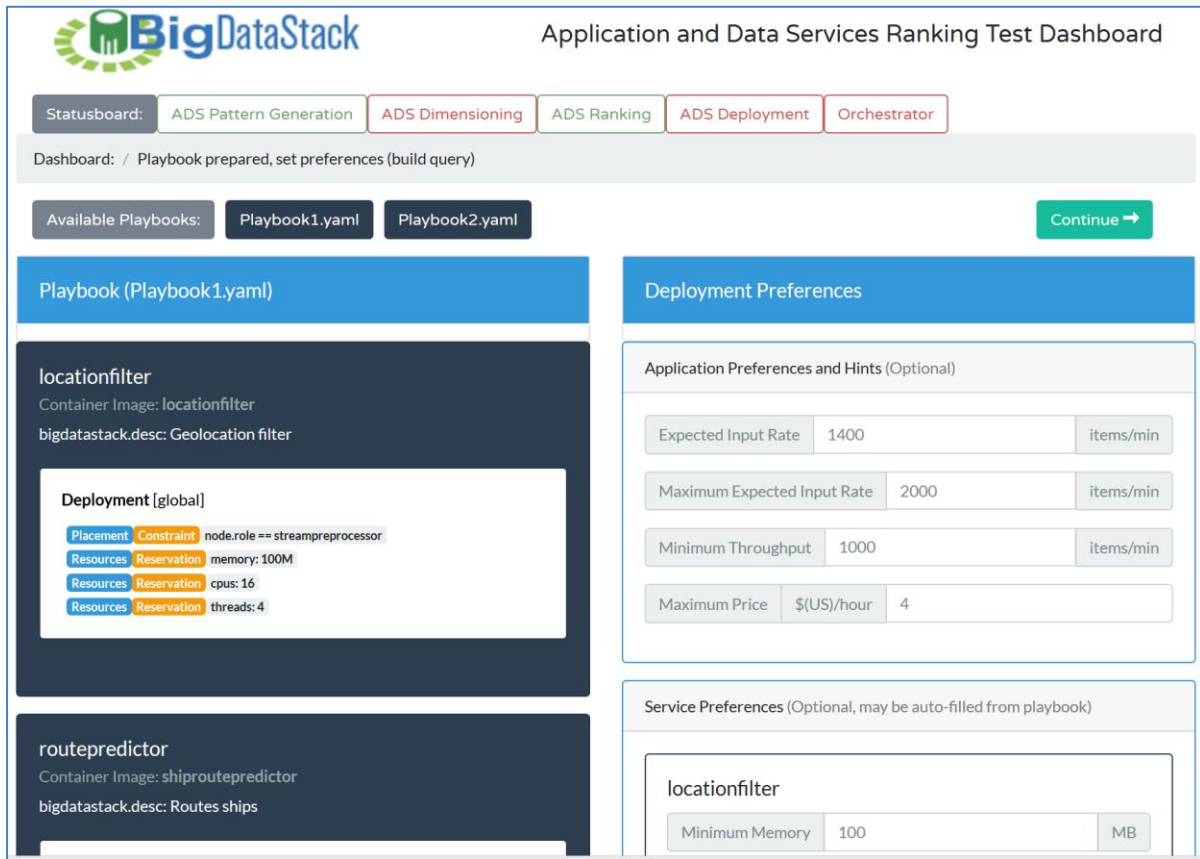 BigDataStack
Application and Data Services Ranking Test Dashboard
Statusboard: ADS Pattern Generation ADS Dimensioning ADS Ranking ADS Deployment Orchestrator
Dashboard: / Playbook prepared, set preferences (build query)
Available Playbooks: Playbook1.yaml Playbook2.yaml Continue
Playbook (Playbook1.yaml)
locationfilter
Container Image: locationfilter
bigdatastack.desc: Geolocation filter
Deployment [global]
Placement Constraint node.role == streampreprocessor
Resources Reservation memory: 100M
Resources Reservation cpus: 16
Resources Reservation threads: 4
routepredictor
Container Image: shiproutepredictor
bigdatastack.desc: Routes ships
Deployment Preferences
Application Preferences and Hints (Optional)
Expected Input Rate 1400 items/min
Maximum Expected Input Rate 2000 items/min
Minimum Throughput 1000 items/min
Maximum Price $(US)/hour 4
Service Preferences (Optional, may be auto-filled from playbook)
locationfilter
Minimum Memory 100 MB